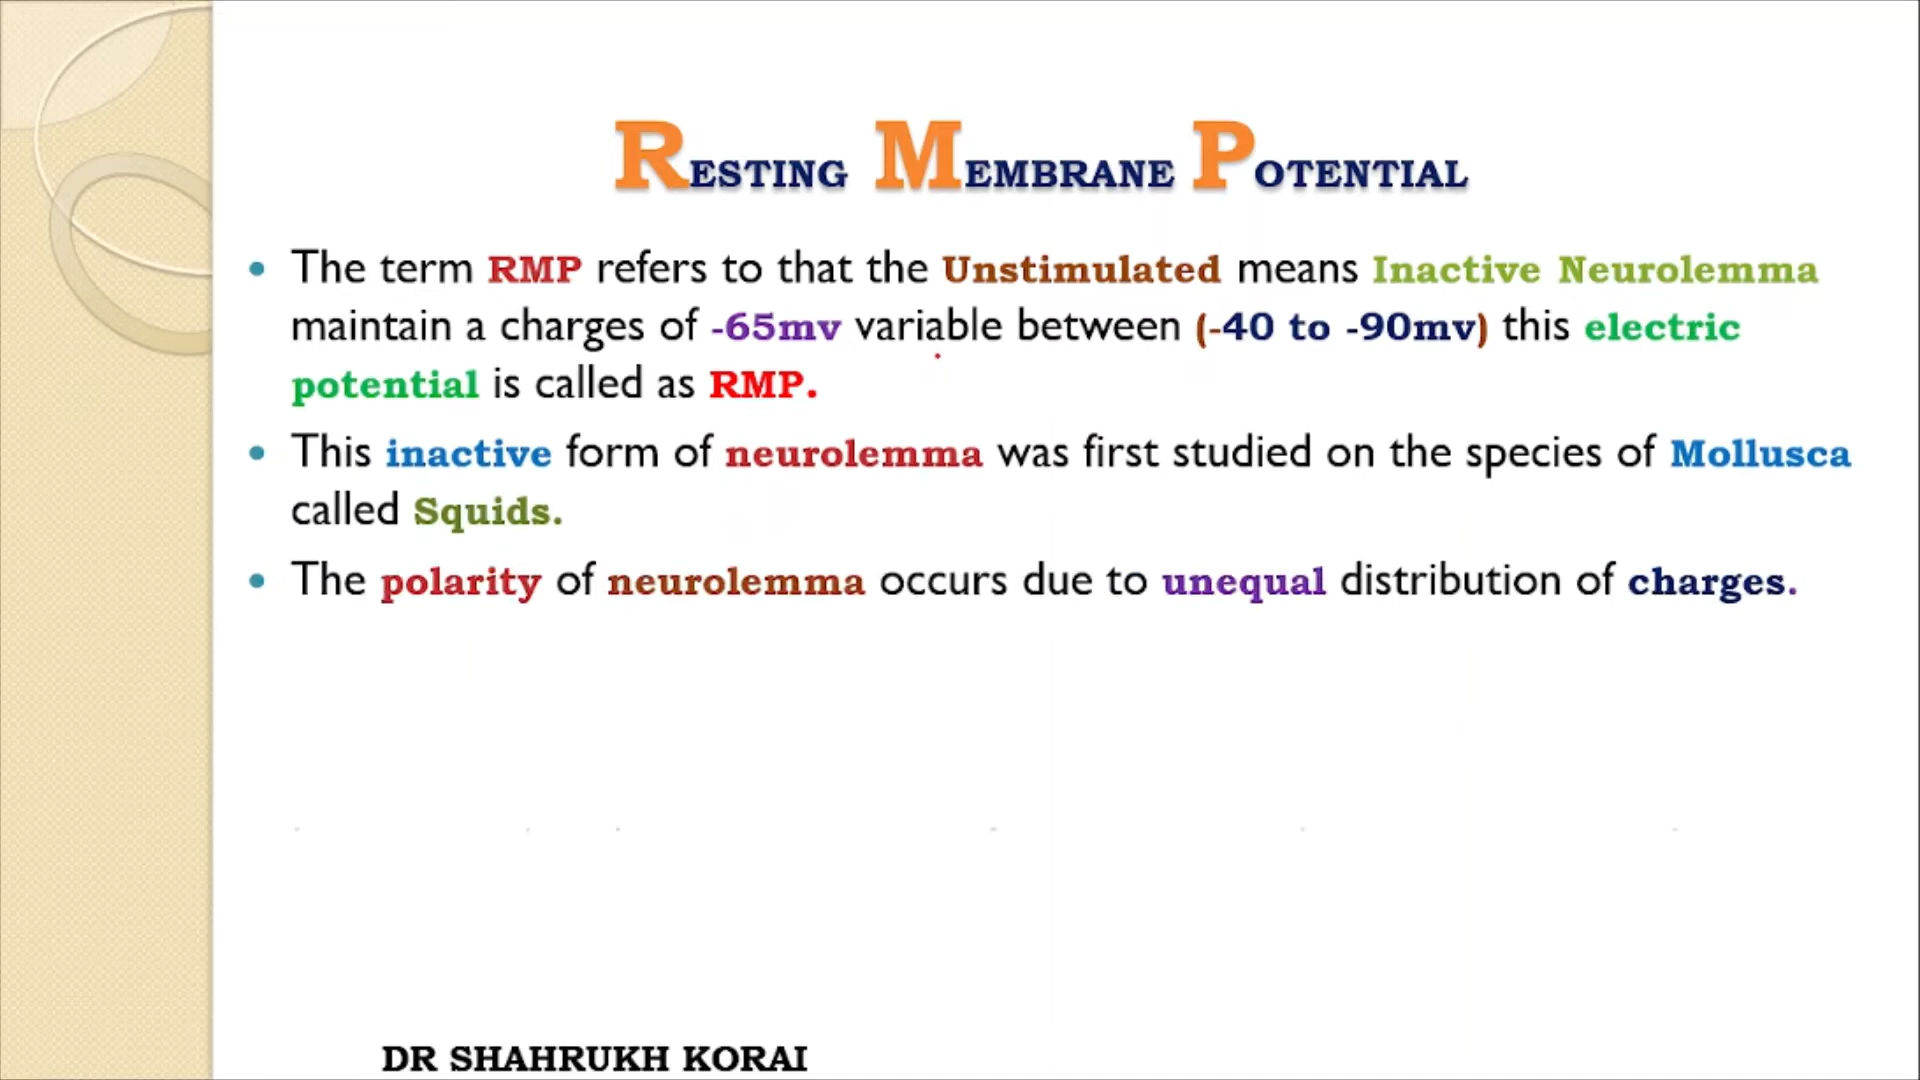 RESTING MEMBRANE POTENTIAL
• The term RMP refers to that the Unstimulated means Inactive Neurolemma
maintain a charges of -65mv variable between (-40 to -90mv) this electric
potential is called as RMP.
• This inactive form of neurolemma was first studied on the species of Mollusca
called Squids.
• The polarity of neurolemma occurs due to unequal distribution of charges.
DR SHAHRUKH KORAI